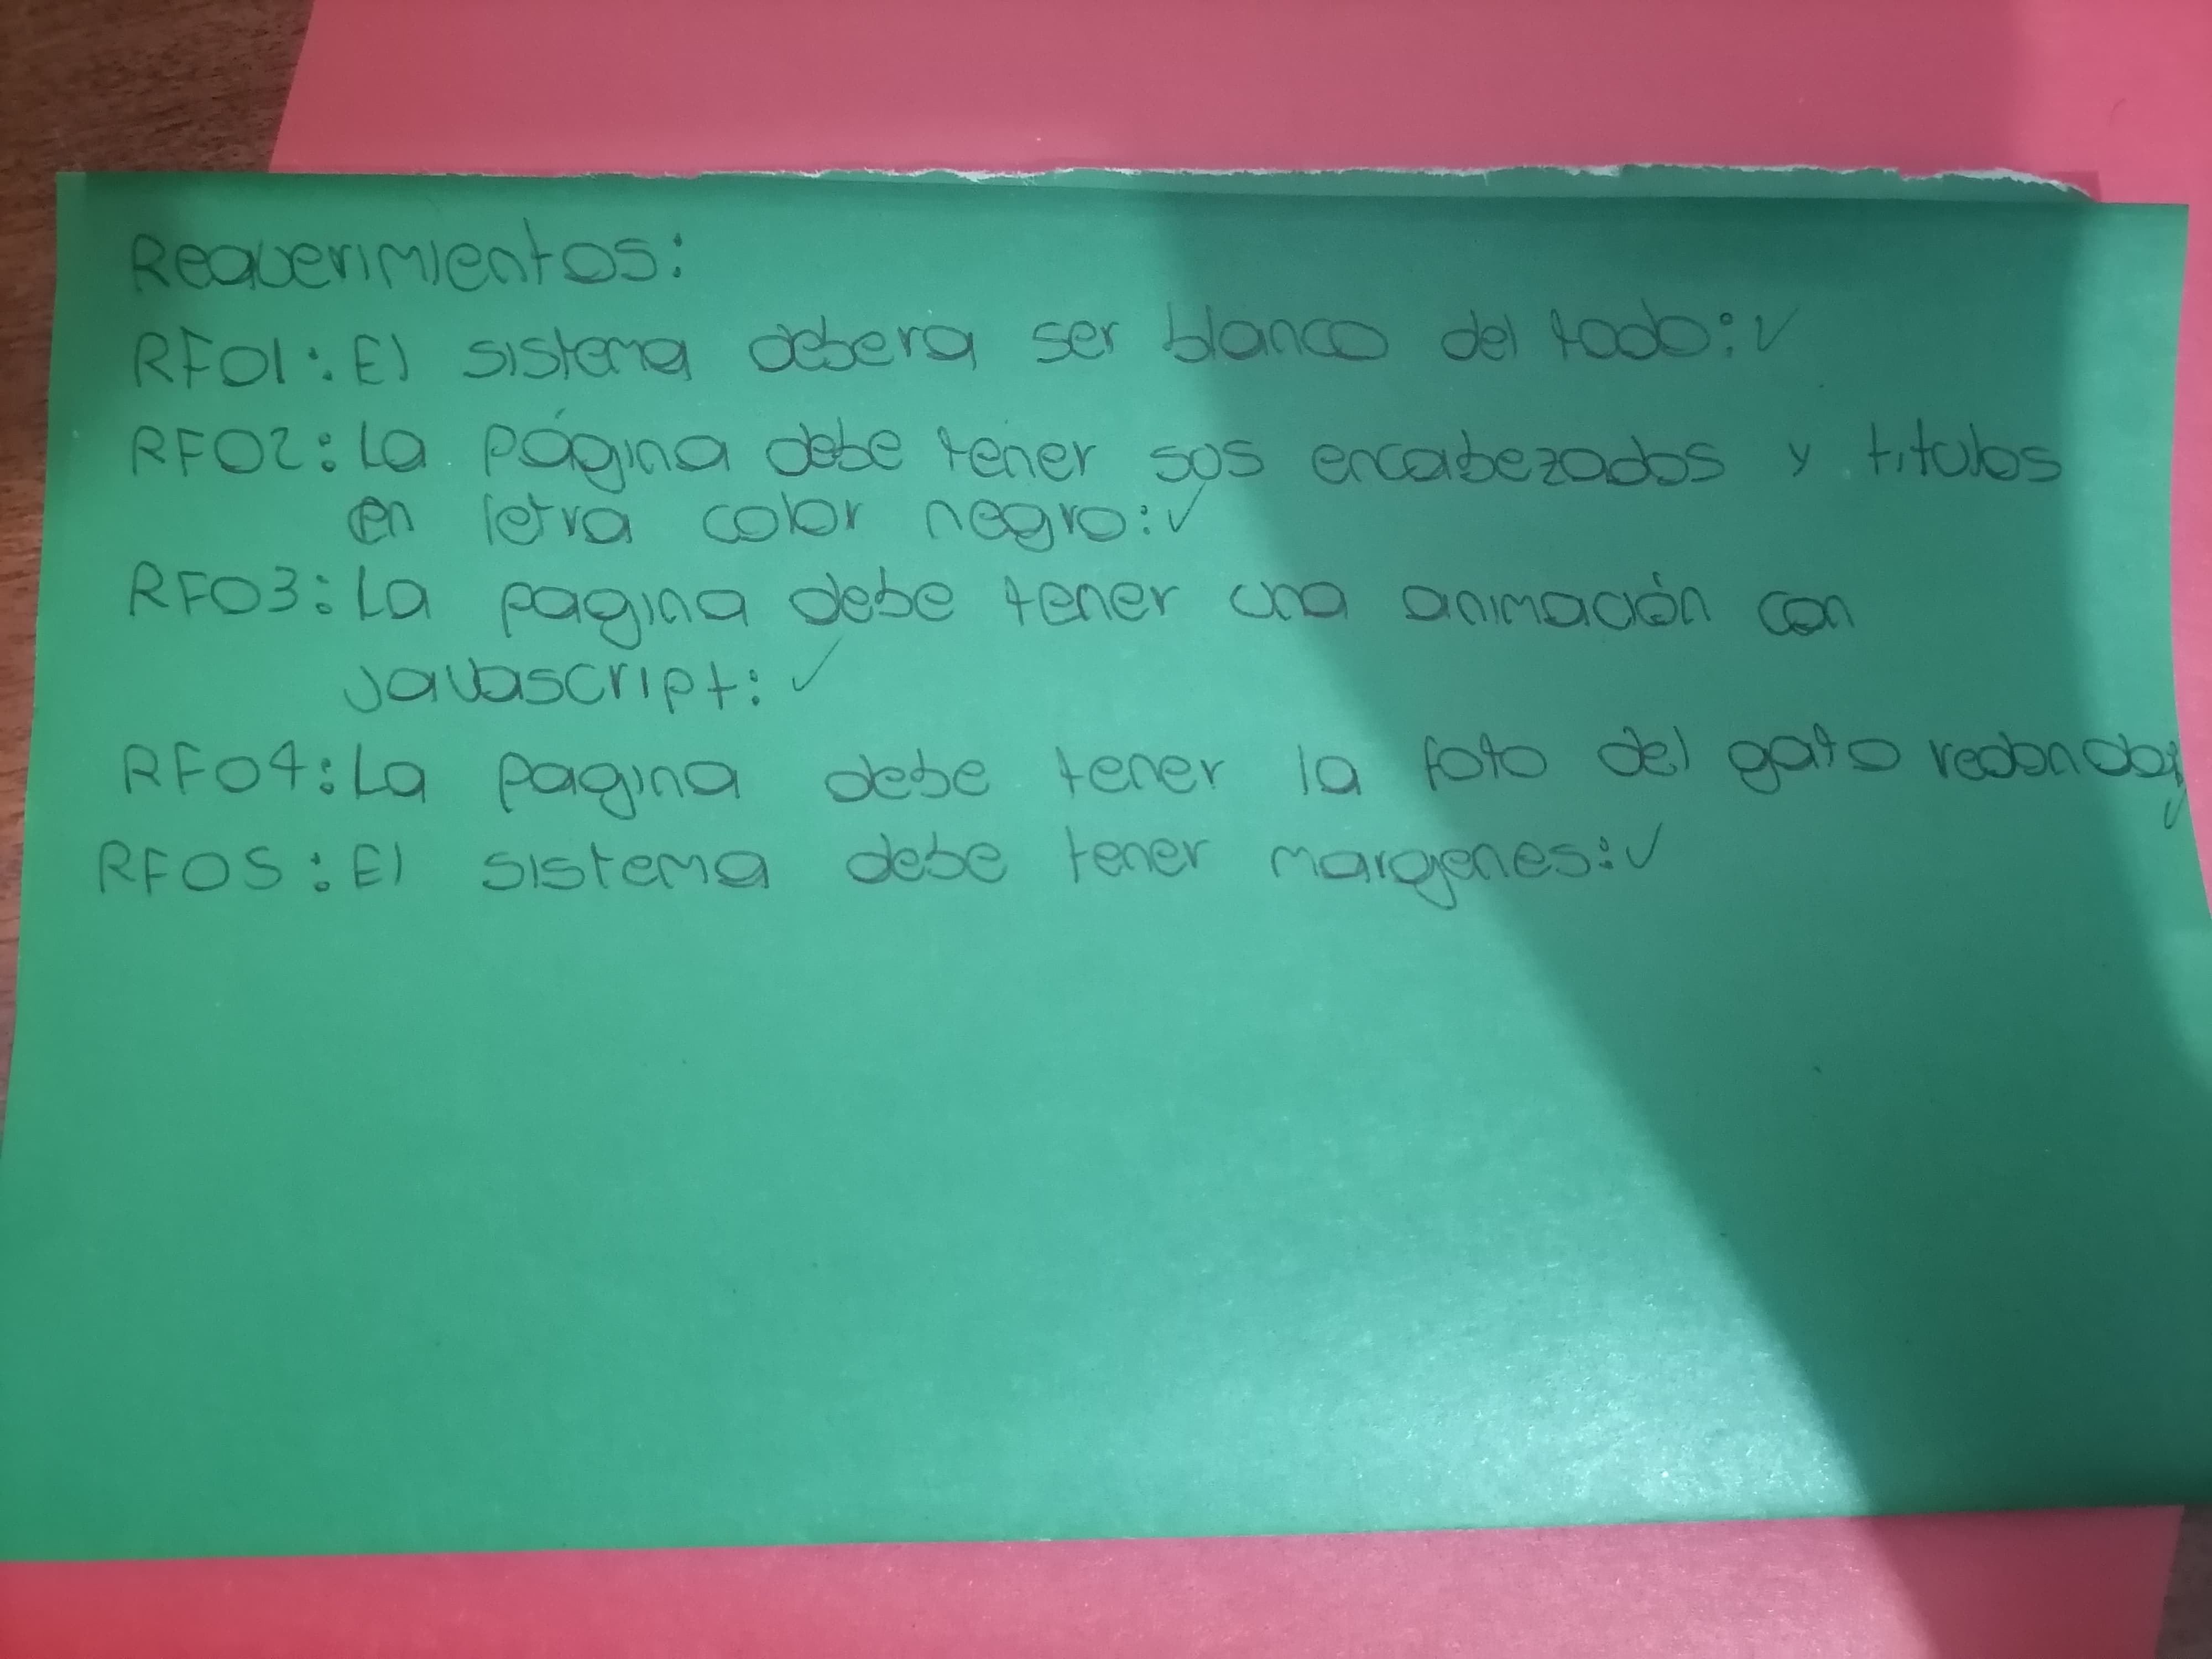 Requerimientos:
RF01: El sistema debera ser blanco del todo: ✓
RF02: La página debe tener sus encabezados y titulos
en letra color negro: ✓
RF03: La pagina debe tener una animación con
Javascript: ✓
RF04: La pagina debe tener la foto del gato redondo: ✓
RF05: El sistema debe tener margenes: ✓